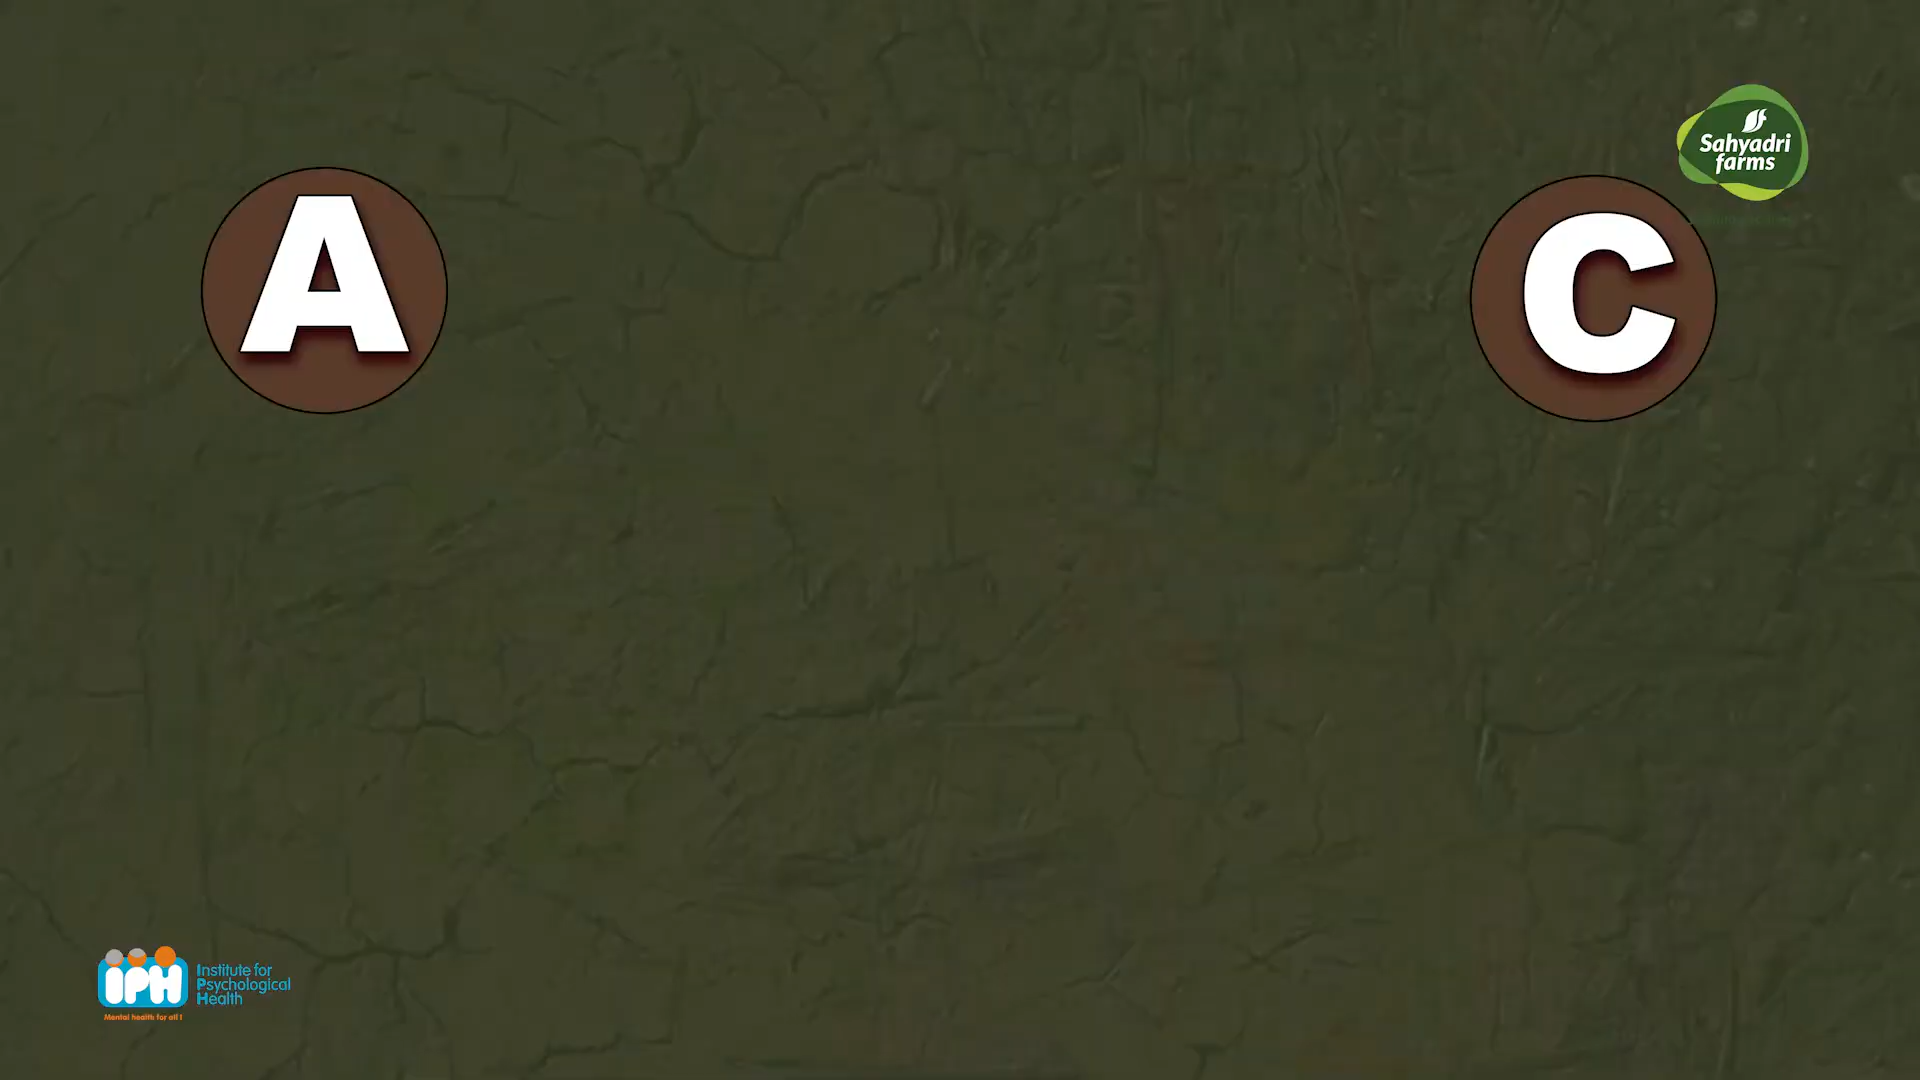 Sahyadri
farms
A
C
IPH
Institute for
Psychological
Health
Mental health for all !